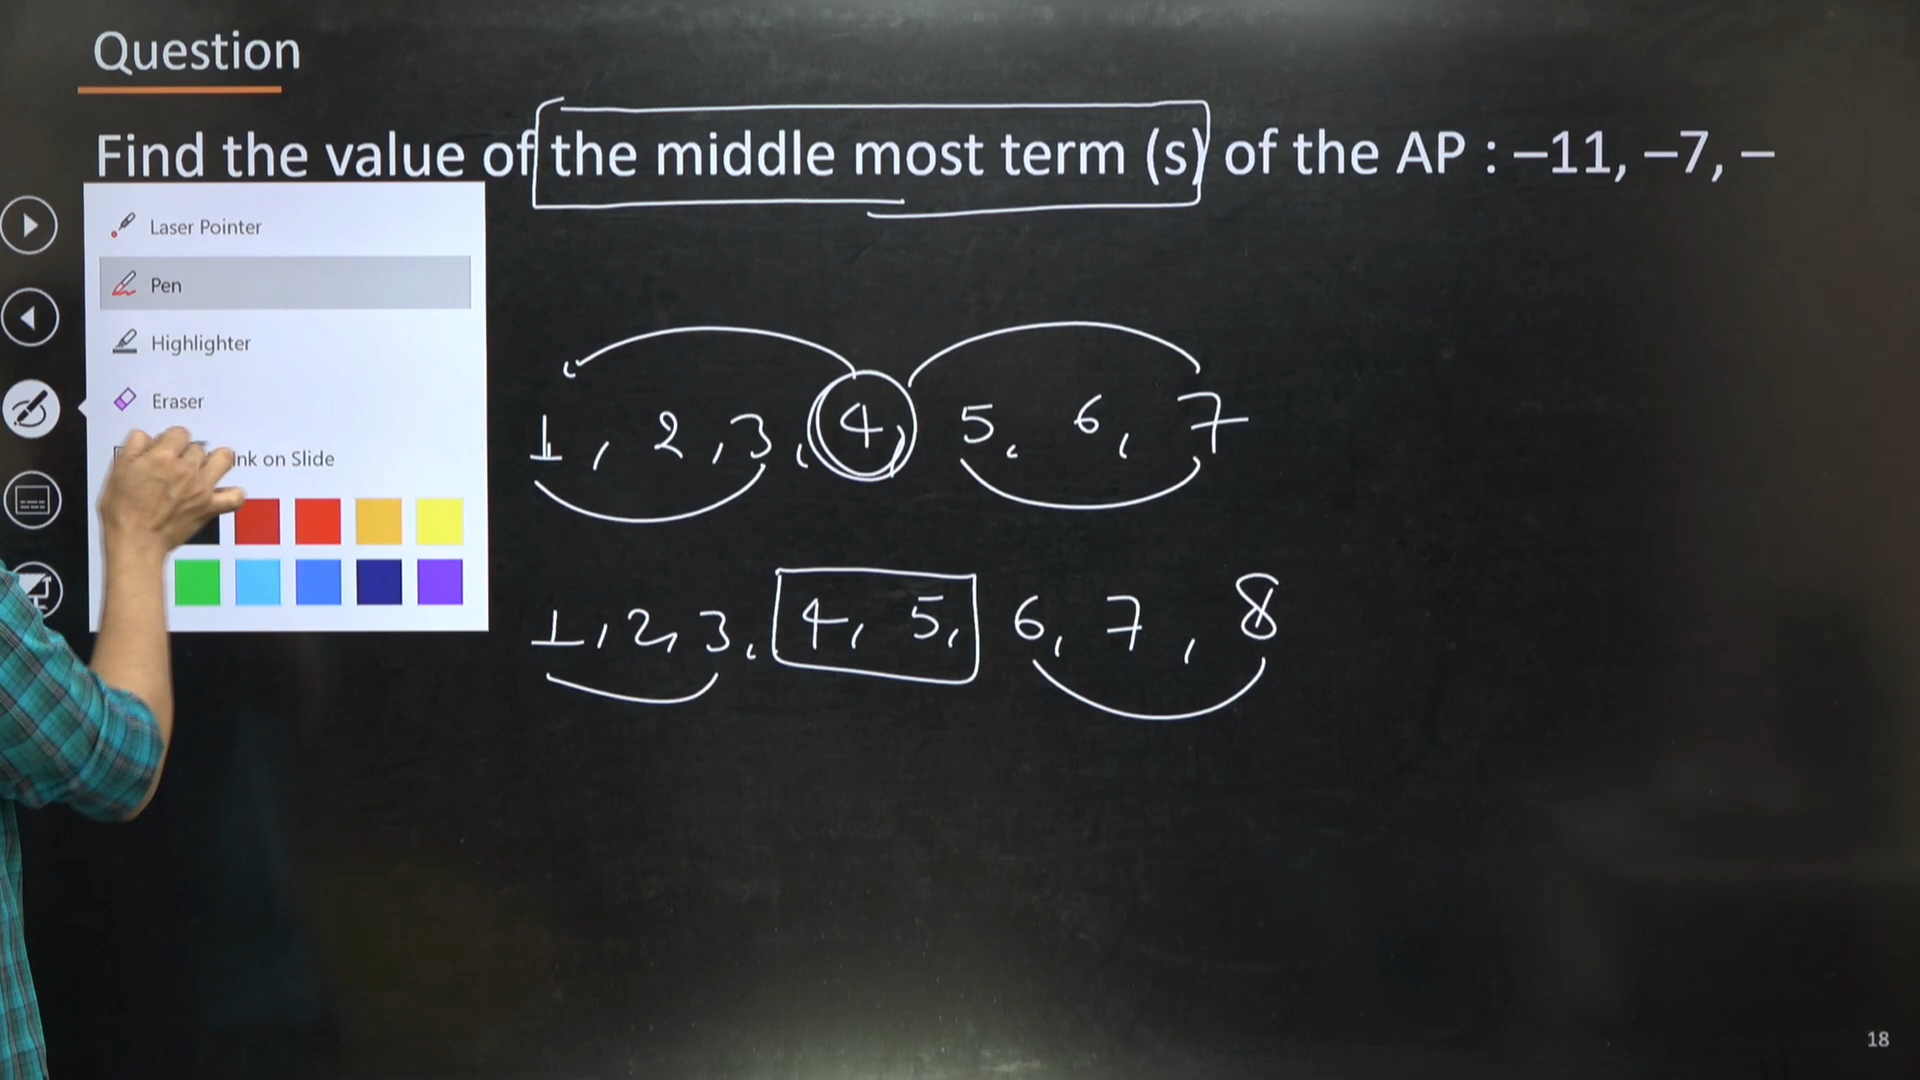 Question
Find the value of the middle most term (s) of the AP : –11, –7, –
Laser Pointer
Pen
Highlighter
Eraser
Ink on Slide
1, 2, 3, 4, 5, 6, 7
1, 2, 3, 4, 5, 6, 7, 8
18